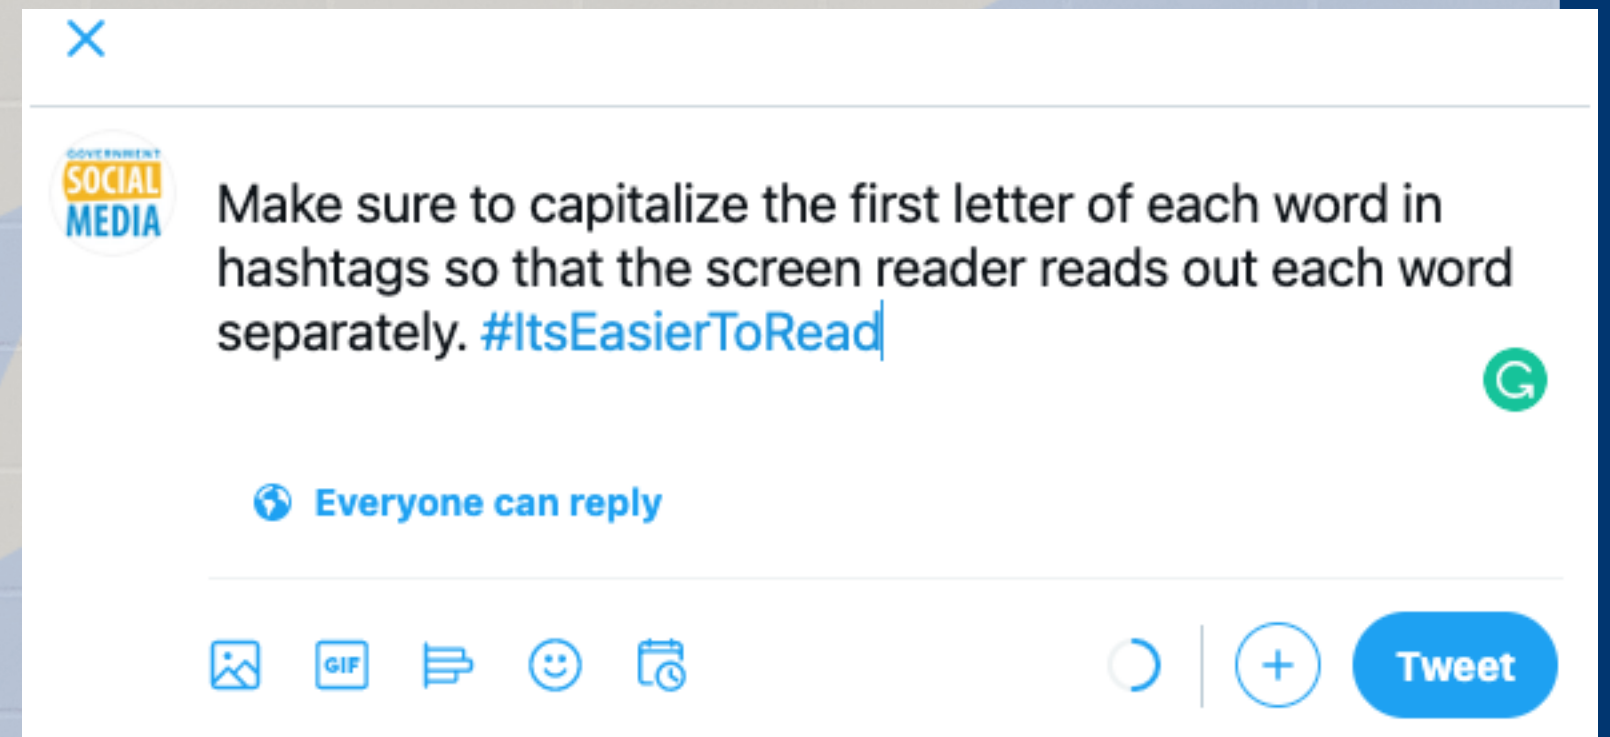 GOVERNMENT
SOCIAL
MEDIA
Make sure to capitalize the first letter of each word in
hashtags so that the screen reader reads out each word
separately. #ItsEasierToRead
Everyone can reply
GIF
Tweet